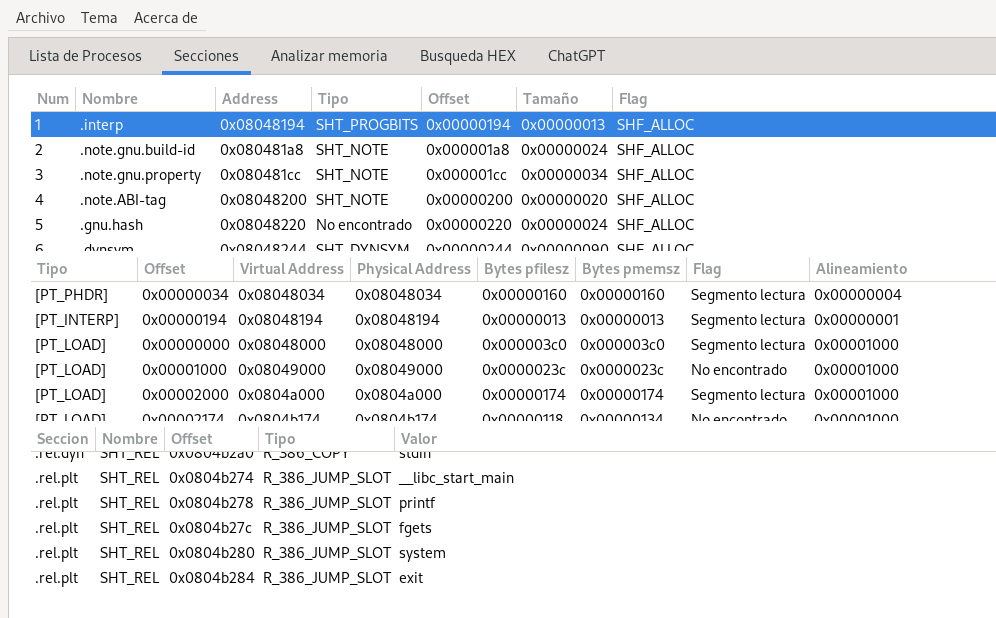 Archivo Tema Acerca de
Lista de Procesos Secciones Analizar memoria Busqueda HEX ChatGPT
Num Nombre Address Tipo Offset Tamaño Flag
1 .interp 0x08048194 SHT_PROGBITS 0x00000194 0x00000013 SHF_ALLOC
2 .note.gnu.build-id 0x080481a8 SHT_NOTE 0x000001a8 0x00000024 SHF_ALLOC
3 .note.gnu.property 0x080481cc SHT_NOTE 0x000001cc 0x00000034 SHF_ALLOC
4 .note.ABI-tag 0x08048200 SHT_NOTE 0x00000200 0x00000020 SHF_ALLOC
5 .gnu.hash 0x08048220 No encontrado 0x00000220 0x00000024 SHF_ALLOC
6 .dynsym 0x08048244 SHT_DYNSYM 0x00000244 0x00000090 SHF_ALLOC
Tipo Offset Virtual Address Physical Address Bytes pfilesz Bytes pmemsz Flag Alineamiento
[PT_PHDR] 0x00000034 0x08048034 0x08048034 0x00000160 0x00000160 Segmento lectura 0x00000004
[PT_INTERP] 0x00000194 0x08048194 0x08048194 0x00000013 0x00000013 Segmento lectura 0x00000001
[PT_LOAD] 0x00000000 0x08048000 0x08048000 0x000003c0 0x000003c0 Segmento lectura 0x00001000
[PT_LOAD] 0x00001000 0x08049000 0x08049000 0x0000023c 0x0000023c No encontrado 0x00001000
[PT_LOAD] 0x00002000 0x0804a000 0x0804a000 0x00000174 0x00000174 Segmento lectura 0x00001000
[PT_LOAD] 0x00002174 0x0804b174 0x0804b174 0x00000118 0x00000134 No encontrado 0x00001000
Seccion Nombre Offset Tipo Valor
.rel.dyn SHT_REL 0x0804b2a0 R_386_COPY stdin
.rel.plt SHT_REL 0x0804b274 R_386_JUMP_SLOT __libc_start_main
.rel.plt SHT_REL 0x0804b278 R_386_JUMP_SLOT printf
.rel.plt SHT_REL 0x0804b27c R_386_JUMP_SLOT fgets
.rel.plt SHT_REL 0x0804b280 R_386_JUMP_SLOT system
.rel.plt SHT_REL 0x0804b284 R_386_JUMP_SLOT exit